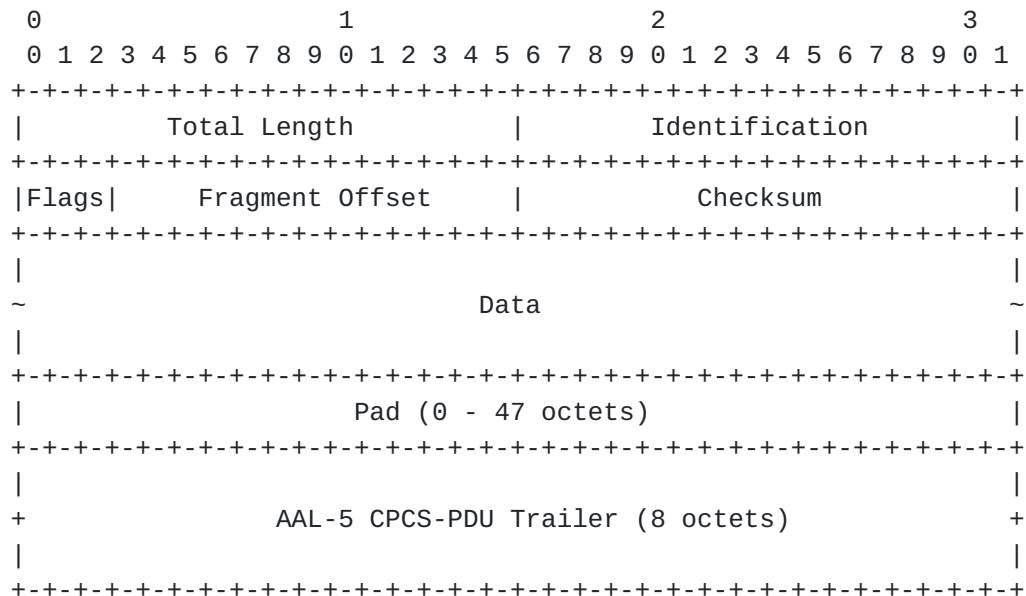 0                   1                   2                   3
 0 1 2 3 4 5 6 7 8 9 0 1 2 3 4 5 6 7 8 9 0 1 2 3 4 5 6 7 8 9 0 1
+-+-+-+-+-+-+-+-+-+-+-+-+-+-+-+-+-+-+-+-+-+-+-+-+-+-+-+-+-+-+-+-+
|         Total Length          |        Identification         |
+-+-+-+-+-+-+-+-+-+-+-+-+-+-+-+-+-+-+-+-+-+-+-+-+-+-+-+-+-+-+-+-+
|Flags|     Fragment Offset     |           Checksum            |
+-+-+-+-+-+-+-+-+-+-+-+-+-+-+-+-+-+-+-+-+-+-+-+-+-+-+-+-+-+-+-+-+
|                                                               |
~                             Data                              ~
|                                                               |
+-+-+-+-+-+-+-+-+-+-+-+-+-+-+-+-+-+-+-+-+-+-+-+-+-+-+-+-+-+-+-+-+
|                     Pad (0 - 47 octets)                       |
+-+-+-+-+-+-+-+-+-+-+-+-+-+-+-+-+-+-+-+-+-+-+-+-+-+-+-+-+-+-+-+-+
|                                                               |
+                AAL-5 CPCS-PDU Trailer (8 octets)              +
|                                                               |
+-+-+-+-+-+-+-+-+-+-+-+-+-+-+-+-+-+-+-+-+-+-+-+-+-+-+-+-+-+-+-+-+